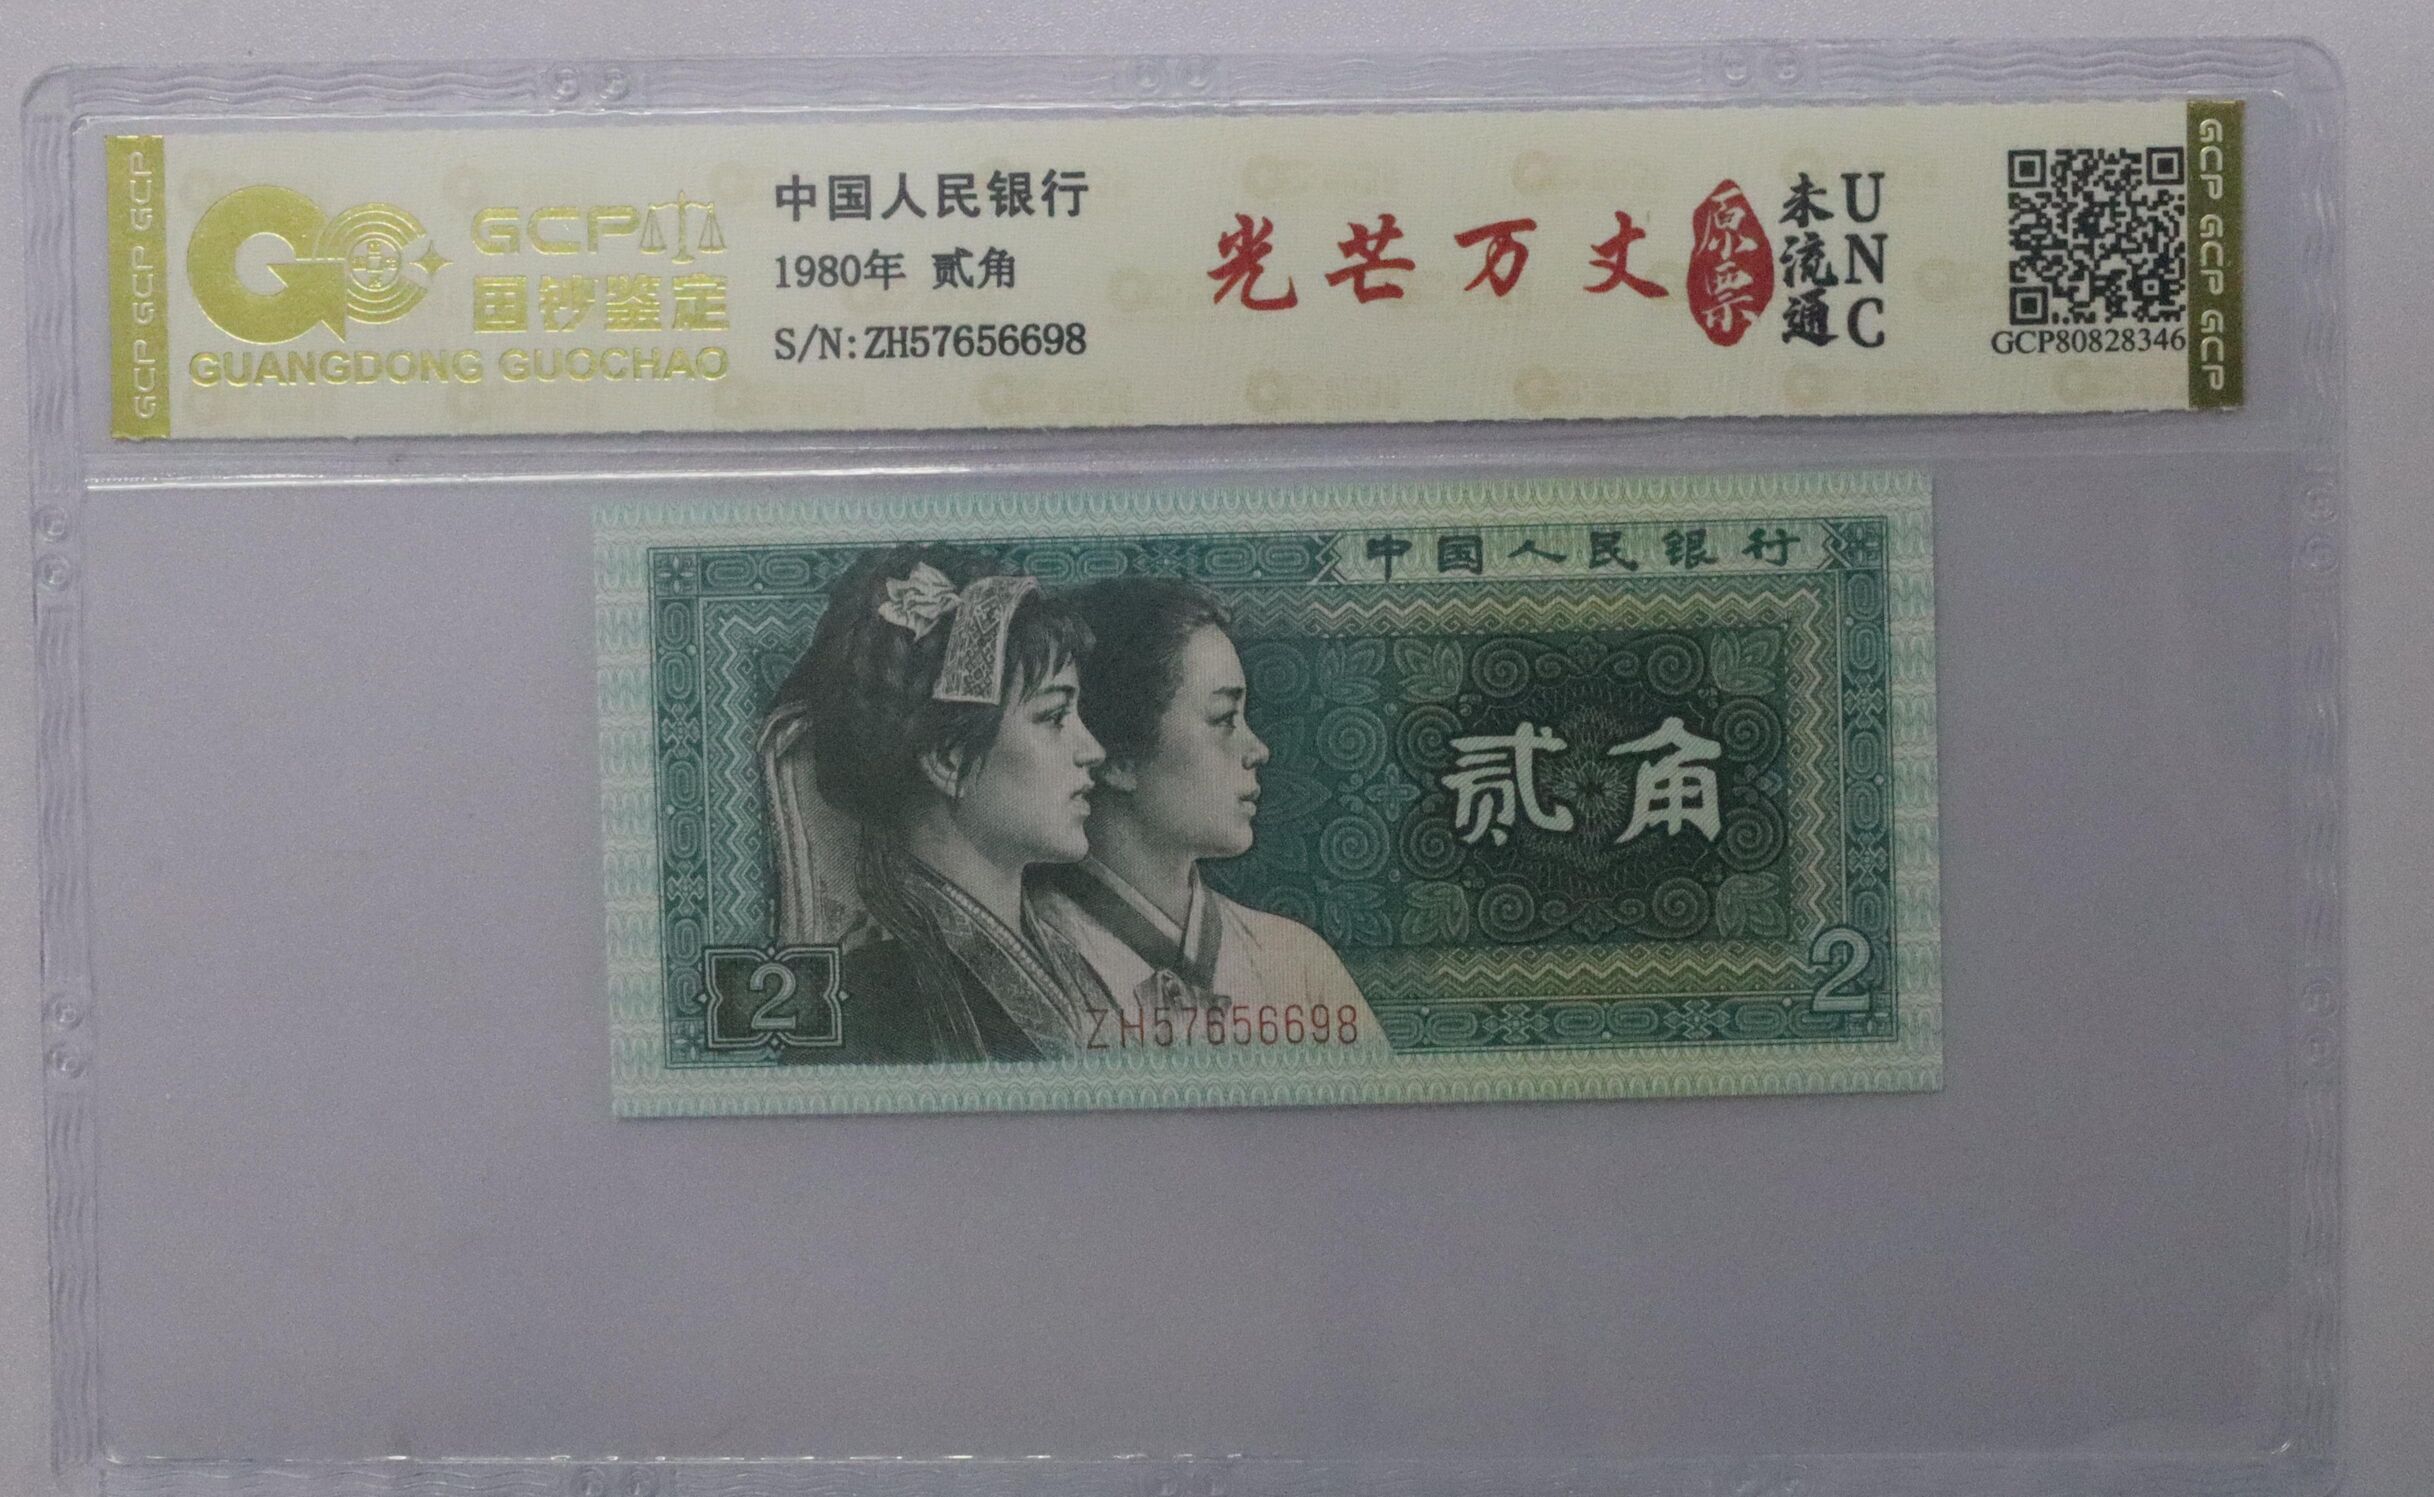 GCP GCP GCP
GCP
国钞鉴定
GUANGDONG GUOCHAO
中国人民银行
1980年 贰角
S/N:ZH57656698
光芒万丈
原票
未流通
UNC
GCP80828346
GCP GCP GCP
中国人民银行
贰角
2
2
ZH57656698